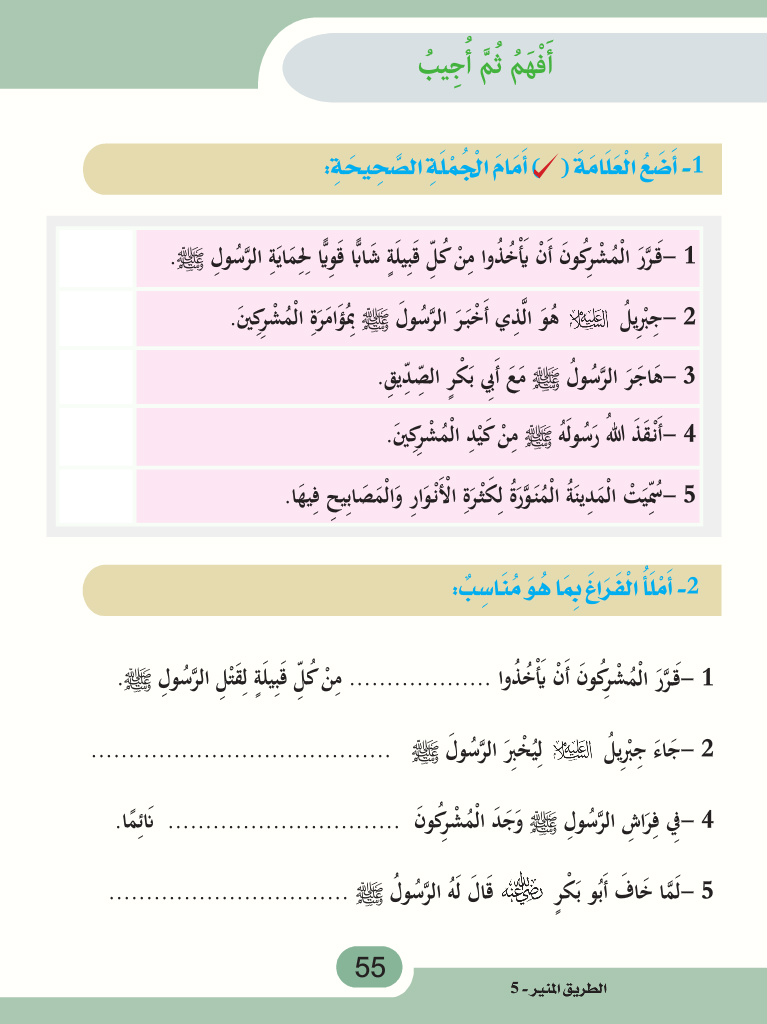 أَفْهَمُ ثُمَّ أُجِيبُ
1- أَضَعُ الْعَلَامَةَ (✓) أَمَامَ الْجُمْلَةِ الصَّحِيحَةِ:
1 –قَرَّرَ الْمُشْرِكُونَ أَنْ يَأْخُذُوا مِنْ كُلِّ قَبِيلَةٍ شَابًّا قَوِيًّا لِحِمَايَةِ الرَّسُولِ ﷺ.
2 –جِبْرِيلُ عليه السلام هُوَ الَّذِي أَخْبَرَ الرَّسُولَ ﷺ بِمُؤَامَرَةِ الْمُشْرِكِينَ.
3 –هَاجَرَ الرَّسُولُ ﷺ مَعَ أَبِي بَكْرٍ الصِّدِّيقِ.
4 –أَنْقَذَ اللهُ رَسُولَهُ ﷺ مِنْ كَيْدِ الْمُشْرِكِينَ.
5 –سُمِّيَتْ الْمَدِينَةُ الْمُنَوَّرَةُ لِكَثْرَةِ الْأَنْوَارِ وَالْمَصَابِيحِ فِيهَا.
2- أَمْلَأُ الْفَرَاغَ بِمَا هُوَ مُنَاسِبٌ:
1 –قَرَّرَ الْمُشْرِكُونَ أَنْ يَأْخُذُوا ................... مِنْ كُلِّ قَبِيلَةٍ لِقَتْلِ الرَّسُولِ ﷺ.
2 –جَاءَ جِبْرِيلُ عليه السلام لِيُخْبِرَ الرَّسُولَ ﷺ ........................................
4 –فِي فِرَاشِ الرَّسُولِ ﷺ وَجَدَ الْمُشْرِكُونَ ............................... نَائِمًا.
5 –لَمَّا خَافَ أَبُو بَكْرٍ رضي الله عنه قَالَ لَهُ الرَّسُولُ ﷺ ................................
55
الطريق المنير - 5